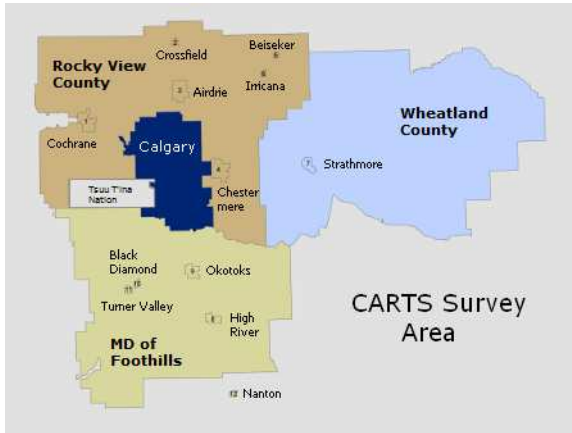 Crossfield
Beiseker
Rocky View
County
Irricana
Airdrie
Wheatland
County
Cochrane
Calgary
Strathmore
Chester
mere
Tsuu T'ina
Nation
Black
Diamond
Okotoks
Turner Valley
CARTS Survey
Area
High
River
MD of
Foothills
Nanton